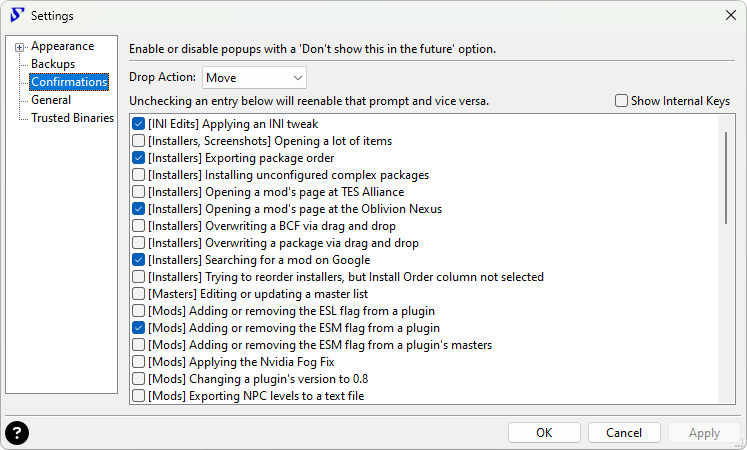 Settings
Appearance
Backups
Confirmations
General
Trusted Binaries
Enable or disable popups with a 'Don't show this in the future' option.
Drop Action: Move
Unchecking an entry below will reenable that prompt and vice versa. Show Internal Keys
[INI Edits] Applying an INI tweak
[Installers, Screenshots] Opening a lot of items
[Installers] Exporting package order
[Installers] Installing unconfigured complex packages
[Installers] Opening a mod's page at TES Alliance
[Installers] Opening a mod's page at the Oblivion Nexus
[Installers] Overwriting a BCF via drag and drop
[Installers] Overwriting a package via drag and drop
[Installers] Searching for a mod on Google
[Installers] Trying to reorder installers, but Install Order column not selected
[Masters] Editing or updating a master list
[Mods] Adding or removing the ESL flag from a plugin
[Mods] Adding or removing the ESM flag from a plugin
[Mods] Adding or removing the ESM flag from a plugin's masters
[Mods] Applying the Nvidia Fog Fix
[Mods] Changing a plugin's version to 0.8
[Mods] Exporting NPC levels to a text file
? OK Cancel Apply